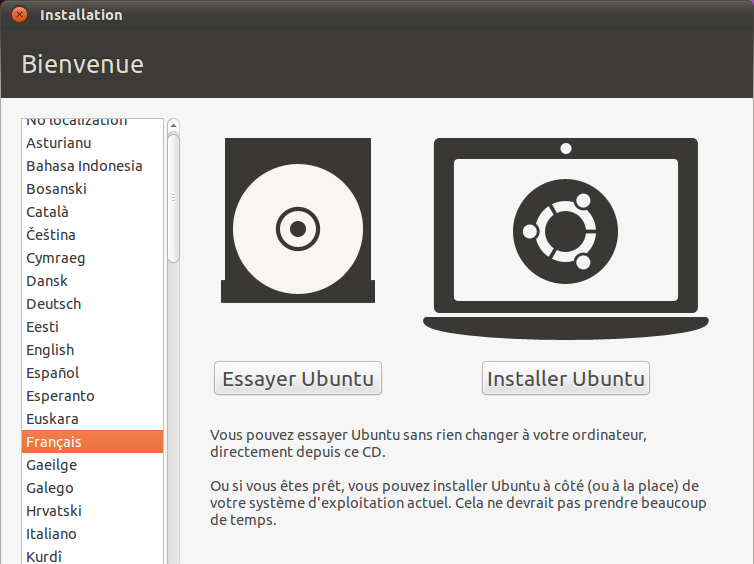 Installation
Bienvenue
No localization
Asturianu
Bahasa Indonesia
Bosanski
Català
Čeština
Cymraeg
Dansk
Deutsch
Eesti
English
Español
Esperanto
Euskara
Français
Gaeilge
Galego
Hrvatski
Italiano
Kurdî
Essayer Ubuntu
Installer Ubuntu
Vous pouvez essayer Ubuntu sans rien changer à votre ordinateur,
directement depuis ce CD.
Ou si vous êtes prêt, vous pouvez installer Ubuntu à côté (ou à la place) de
votre système d'exploitation actuel. Cela ne devrait pas prendre beaucoup
de temps.